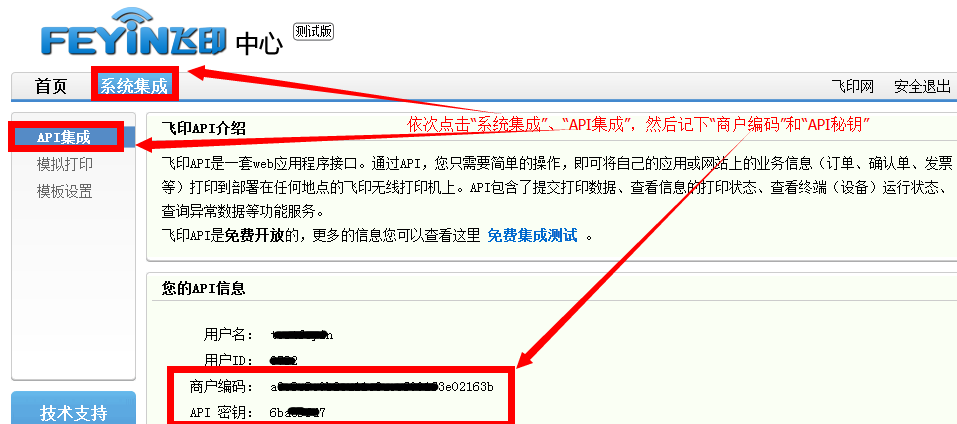 FEYIN飞印 中心 测试版
首页 系统集成 飞印网 安全退出
依次点击“系统集成”、“API集成”，然后记下“商户编码”和“API秘钥”
API集成
模拟打印
模板设置
技术支持
飞印API介绍
飞印API是一套web应用程序接口。通过API，您只需要简单的操作，即可将自己的应用或网站上的业务信息（订单、确认单、发票
等）打印到部署在任何地点的飞印无线打印机上。API包含了提交打印数据、查看信息的打印状态、查看终端（设备）运行状态、
查询异常数据等功能服务。
飞印API是免费开放的，更多的信息您可以查看这里 免费集成测试 。
您的API信息
用户名：
用户ID：
商户编码： 3e02163b
API 密钥：